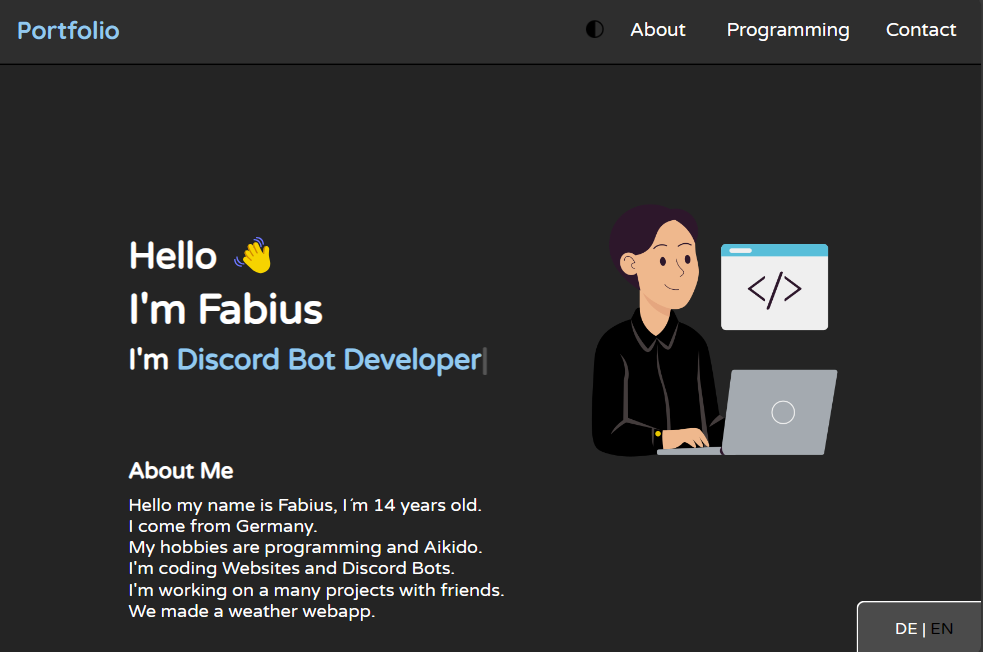 Portfolio
About Programming Contact
Hello 👋
I'm Fabius
I'm Discord Bot Developer|
</>
About Me
Hello my name is Fabius, I´m 14 years old.
I come from Germany.
My hobbies are programming and Aikido.
I'm coding Websites and Discord Bots.
I'm working on a many projects with friends.
We made a weather webapp.
DE | EN